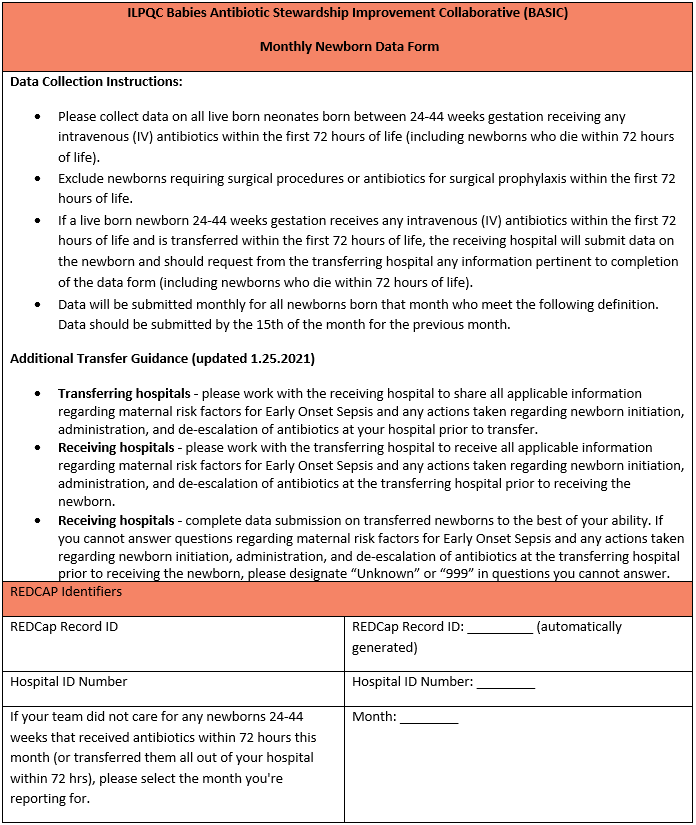 ILPQC Babies Antibiotic Stewardship Improvement Collaborative (BASIC)
Monthly Newborn Data Form
Data Collection Instructions:
• Please collect data on all live born neonates born between 24-44 weeks gestation receiving any
intravenous (IV) antibiotics within the first 72 hours of life (including newborns who die within 72 hours
of life).
• Exclude newborns requiring surgical procedures or antibiotics for surgical prophylaxis within the first 72
hours of life.
• If a live born newborn 24-44 weeks gestation receives any intravenous (IV) antibiotics within the first 72
hours of life and is transferred within the first 72 hours of life, the receiving hospital will submit data on
the newborn and should request from the transferring hospital any information pertinent to completion
of the data form (including newborns who die within 72 hours of life).
• Data will be submitted monthly for all newborns born that month who meet the following definition.
Data should be submitted by the 15th of the month for the previous month.
Additional Transfer Guidance (updated 1.25.2021)
• Transferring hospitals - please work with the receiving hospital to share all applicable information
regarding maternal risk factors for Early Onset Sepsis and any actions taken regarding newborn initiation,
administration, and de-escalation of antibiotics at your hospital prior to transfer.
• Receiving hospitals - please work with the transferring hospital to receive all applicable information
regarding maternal risk factors for Early Onset Sepsis and any actions taken regarding newborn initiation,
administration, and de-escalation of antibiotics at the transferring hospital prior to receiving the
newborn.
• Receiving hospitals - complete data submission on transferred newborns to the best of your ability. If
you cannot answer questions regarding maternal risk factors for Early Onset Sepsis and any actions taken
regarding newborn initiation, administration, and de-escalation of antibiotics at the transferring hospital
prior to receiving the newborn, please designate “Unknown” or “999” in questions you cannot answer.
REDCAP Identifiers
REDCap Record ID
REDCap Record ID: _________ (automatically
generated)
Hospital ID Number
Hospital ID Number: ________
If your team did not care for any newborns 24-44
weeks that received antibiotics within 72 hours this
month (or transferred them all out of your hospital
within 72 hrs), please select the month you're
reporting for.
Month: ________